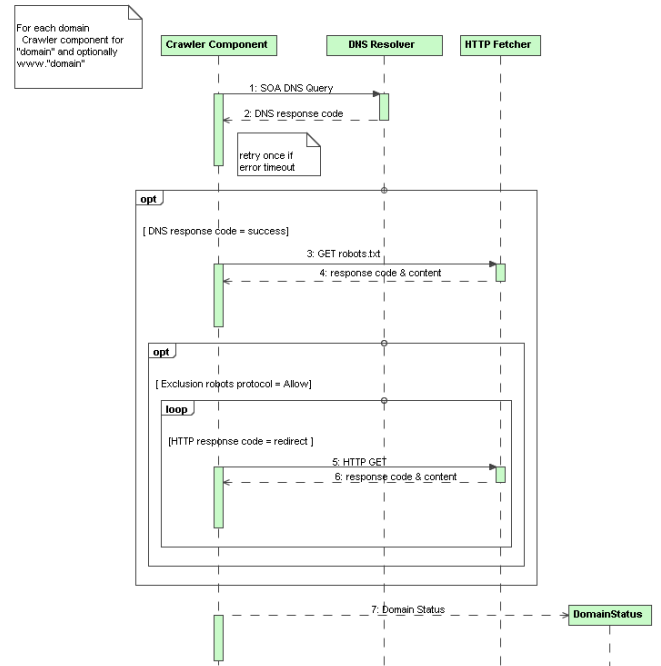 For each domain
Crawler Component for
"domain" and optionally
www."domain"
Crawler Component
DNS Resolver
HTTP Fetcher
1: SOA DNS Query
2: DNS response code
retry once if
error timeout
opt
[ DNS response code = success]
3: GET robots.txt
4: response code & content
opt
[ Exclusion robots protocol = Allow]
loop
[HTTP response code = redirect ]
5: HTTP GET
6: response code & content
7: Domain Status
DomainStatus